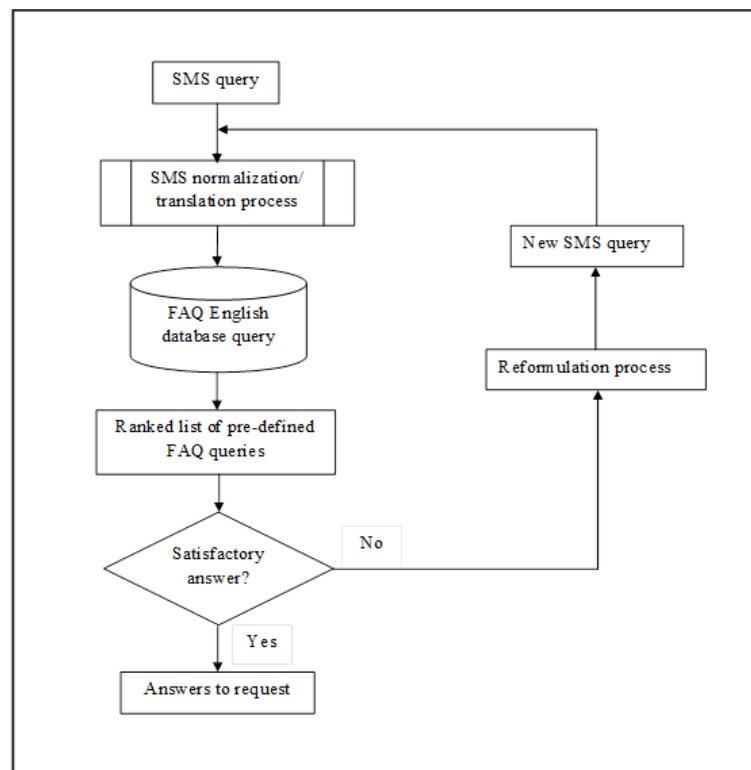 SMS query
SMS normalization/
translation process
FAQ English
database query
Ranked list of pre-defined
FAQ queries
Satisfactory
answer?
No
Yes
Answers to request
Reformulation process
New SMS query